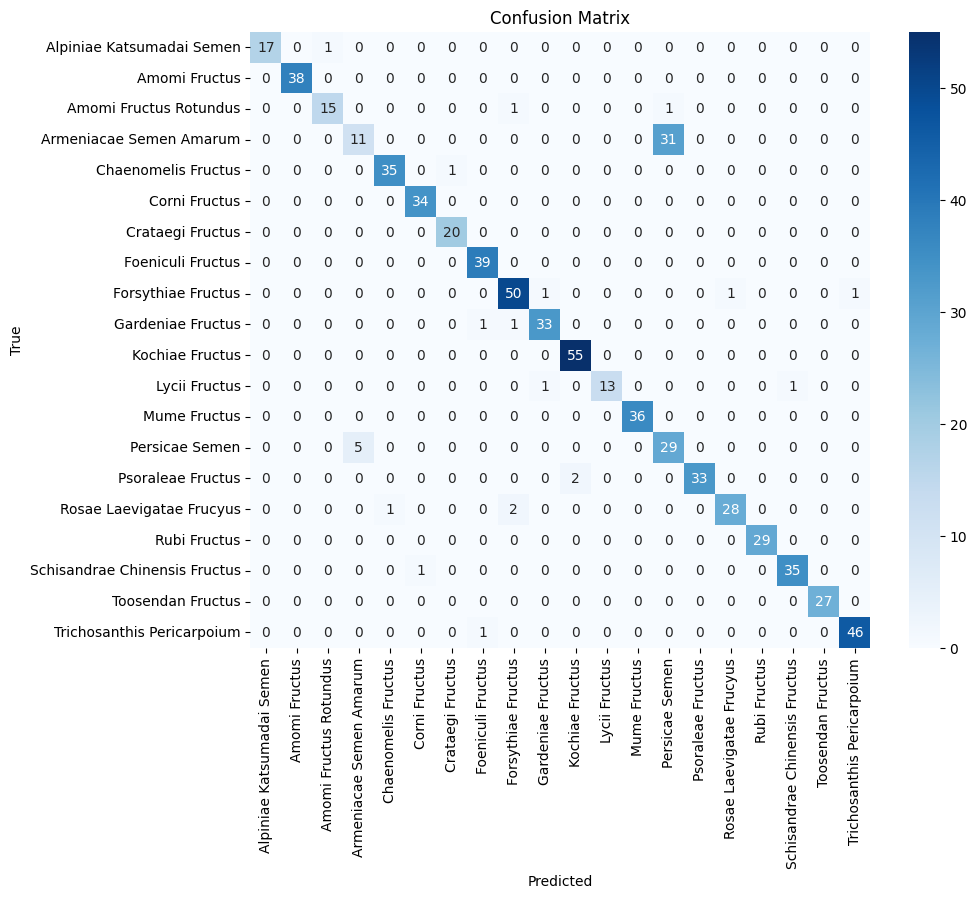 Confusion Matrix
Alpiniae Katsumadai Semen 17 0 1 0 0 0 0 0 0 0 0 0 0 0 0 0 0 0 0 0
Amomi Fructus 0 38 0 0 0 0 0 0 0 0 0 0 0 0 0 0 0 0 0 0
Amomi Fructus Rotundus 0 0 15 0 0 0 0 0 1 0 0 0 0 1 0 0 0 0 0 0
Armeniacae Semen Amarum 0 0 0 11 0 0 0 0 0 0 0 0 0 31 0 0 0 0 0 0
Chaenomelis Fructus 0 0 0 0 35 0 1 0 0 0 0 0 0 0 0 0 0 0 0 0
Corni Fructus 0 0 0 0 0 34 0 0 0 0 0 0 0 0 0 0 0 0 0 0
Crataegi Fructus 0 0 0 0 0 0 20 0 0 0 0 0 0 0 0 0 0 0 0 0
Foeniculi Fructus 0 0 0 0 0 0 0 39 0 0 0 0 0 0 0 0 0 0 0 0
Forsythiae Fructus 0 0 0 0 0 0 0 0 50 1 0 0 0 0 0 1 0 0 0 1
Gardeniae Fructus 0 0 0 0 0 0 0 1 1 33 0 0 0 0 0 0 0 0 0 0
Kochiae Fructus 0 0 0 0 0 0 0 0 0 0 55 0 0 0 0 0 0 0 0 0
Lycii Fructus 0 0 0 0 0 0 0 0 0 1 0 13 0 0 0 0 0 1 0 0
Mume Fructus 0 0 0 0 0 0 0 0 0 0 0 0 36 0 0 0 0 0 0 0
Persicae Semen 0 0 0 5 0 0 0 0 0 0 0 0 0 29 0 0 0 0 0 0
Psoraleae Fructus 0 0 0 0 0 0 0 0 0 0 2 0 0 0 33 0 0 0 0 0
Rosae Laevigatae Frucyus 0 0 0 0 1 0 0 0 2 0 0 0 0 0 0 28 0 0 0 0
Rubi Fructus 0 0 0 0 0 0 0 0 0 0 0 0 0 0 0 0 29 0 0 0
Schisandrae Chinensis Fructus 0 0 0 0 0 1 0 0 0 0 0 0 0 0 0 0 0 35 0 0
Toosendan Fructus 0 0 0 0 0 0 0 0 0 0 0 0 0 0 0 0 0 0 27 0
Trichosanthis Pericarpoium 0 0 0 0 0 0 0 1 0 0 0 0 0 0 0 0 0 0 0 46
True
Alpiniae Katsumadai Semen
Amomi Fructus
Amomi Fructus Rotundus
Armeniacae Semen Amarum
Chaenomelis Fructus
Corni Fructus
Crataegi Fructus
Foeniculi Fructus
Forsythiae Fructus
Gardeniae Fructus
Kochiae Fructus
Lycii Fructus
Mume Fructus
Persicae Semen
Psoraleae Fructus
Rosae Laevigatae Frucyus
Rubi Fructus
Schisandrae Chinensis Fructus
Toosendan Fructus
Trichosanthis Pericarpoium
Predicted
50
40
30
20
10
0